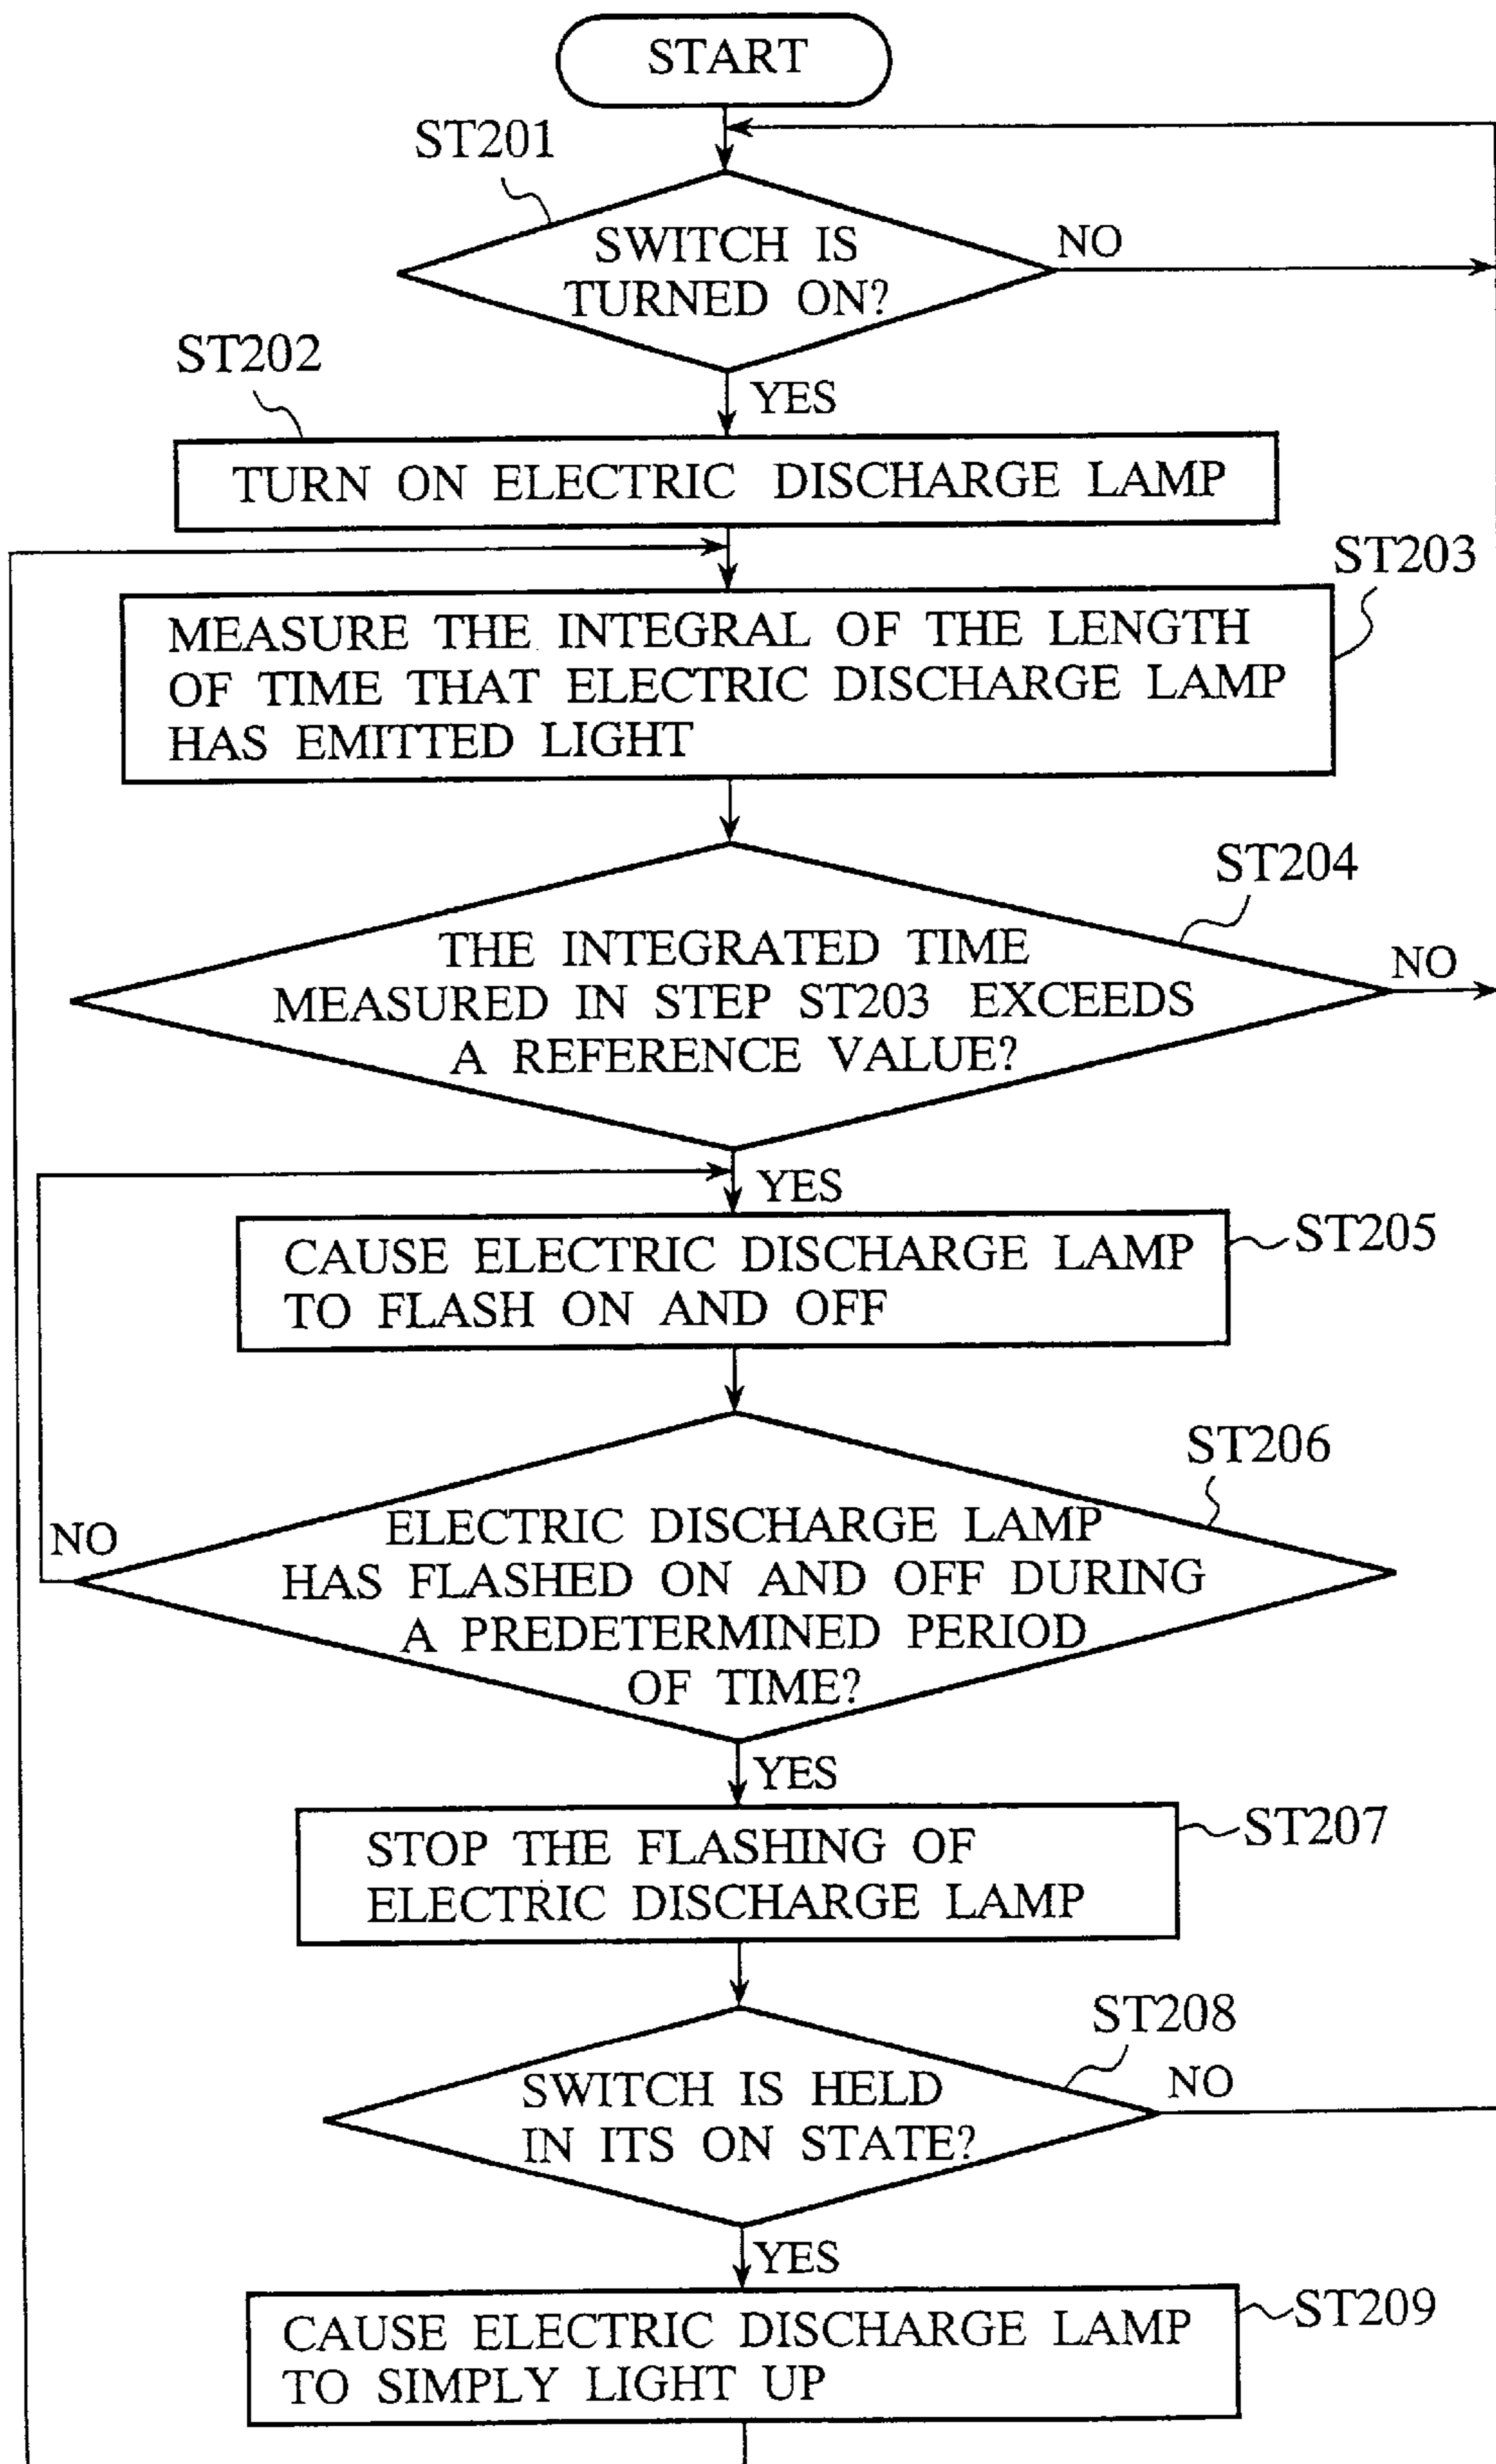 START
ST201
SWITCH IS
TURNED ON?
NO
ST202
YES
TURN ON ELECTRIC DISCHARGE LAMP
ST203
MEASURE THE INTEGRAL OF THE LENGTH
OF TIME THAT ELECTRIC DISCHARGE LAMP
HAS EMITTED LIGHT
ST204
THE INTEGRATED TIME
MEASURED IN STEP ST203 EXCEEDS
A REFERENCE VALUE?
NO
YES
CAUSE ELECTRIC DISCHARGE LAMP
TO FLASH ON AND OFF
ST205
ST206
NO
ELECTRIC DISCHARGE LAMP
HAS FLASHED ON AND OFF DURING
A PREDETERMINED PERIOD
OF TIME?
YES
STOP THE FLASHING OF
ELECTRIC DISCHARGE LAMP
ST207
ST208
SWITCH IS HELD
IN ITS ON STATE?
NO
YES
CAUSE ELECTRIC DISCHARGE LAMP
TO SIMPLY LIGHT UP
ST209